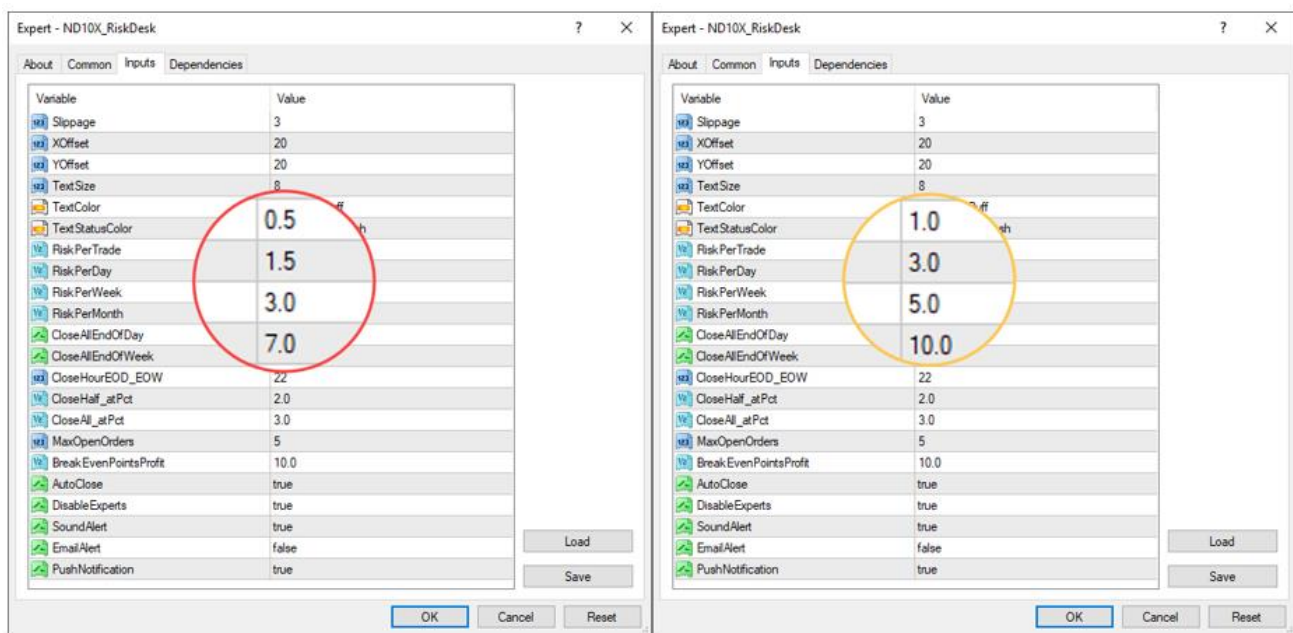 Expert - ND10X_RiskDesk ? ×
About Common Inputs Dependencies
Variable Value
Slippage 3
XOffset 20
YOffset 20
TextSize 8
TextColor ff
TextStatusColor h
RiskPerTrade 0.5
RiskPerDay 1.5
RiskPerWeek 3.0
RiskPerMonth 7.0
CloseAllEndOfDay
CloseAllEndOfWeek
CloseHourEOD_EOW 22
CloseHalf_atPct 2.0
CloseAll_atPct 3.0
MaxOpenOrders 5
BreakEvenPointsProfit 10.0
AutoClose true
DisableExperts true
SoundAlert true
EmailAlert false
PushNotification true
Load
Save
OK Cancel Reset
Expert - ND10X_RiskDesk ? ×
About Common Inputs Dependencies
Variable Value
Slippage 3
XOffset 20
YOffset 20
TextSize 8
TextColor uff
TextStatusColor sh
RiskPerTrade 1.0
RiskPerDay 3.0
RiskPerWeek 5.0
RiskPerMonth 10.0
CloseAllEndOfDay
CloseAllEndOfWeek
CloseHourEOD_EOW 22
CloseHalf_atPct 2.0
CloseAll_atPct 3.0
MaxOpenOrders 5
BreakEvenPointsProfit 10.0
AutoClose true
DisableExperts true
SoundAlert true
EmailAlert false
PushNotification true
Load
Save
OK Cancel Reset